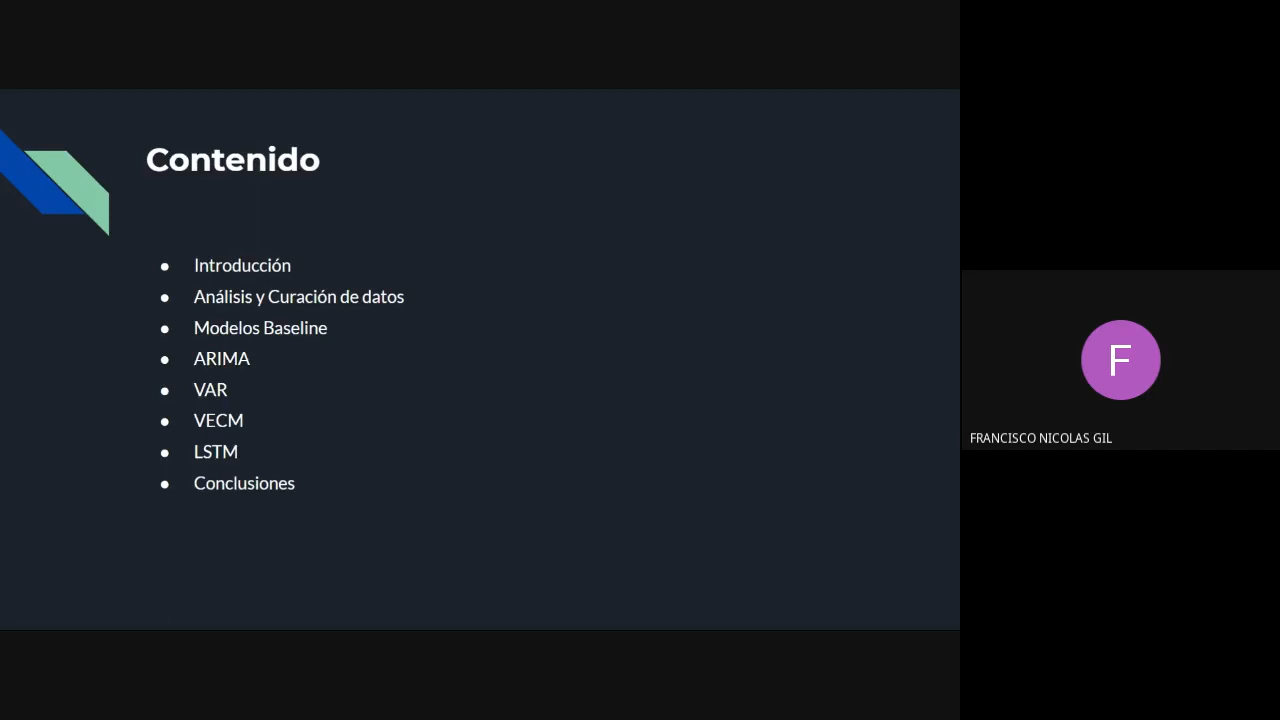 Contenido
● Introducción
● Análisis y Curación de datos
● Modelos Baseline
● ARIMA
● VAR
● VECM
● LSTM
● Conclusiones
F
FRANCISCO NICOLAS GIL